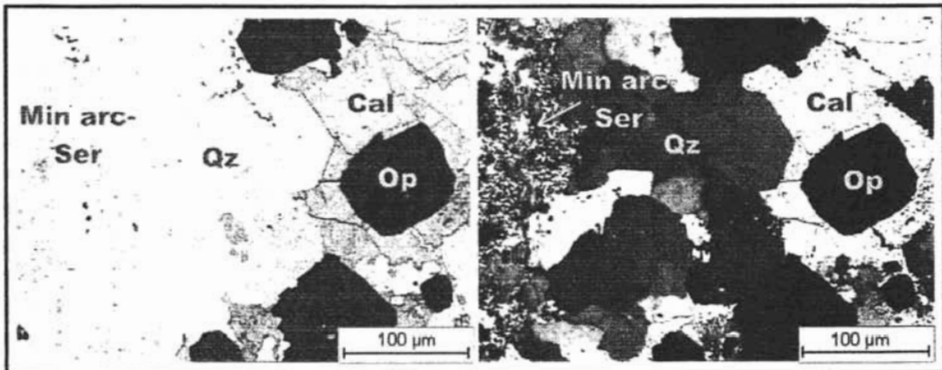 Min arc-
Ser
Qz
Cal
Op
100 µm
Min arc-
Ser
Qz
Cal
Op
100 µm